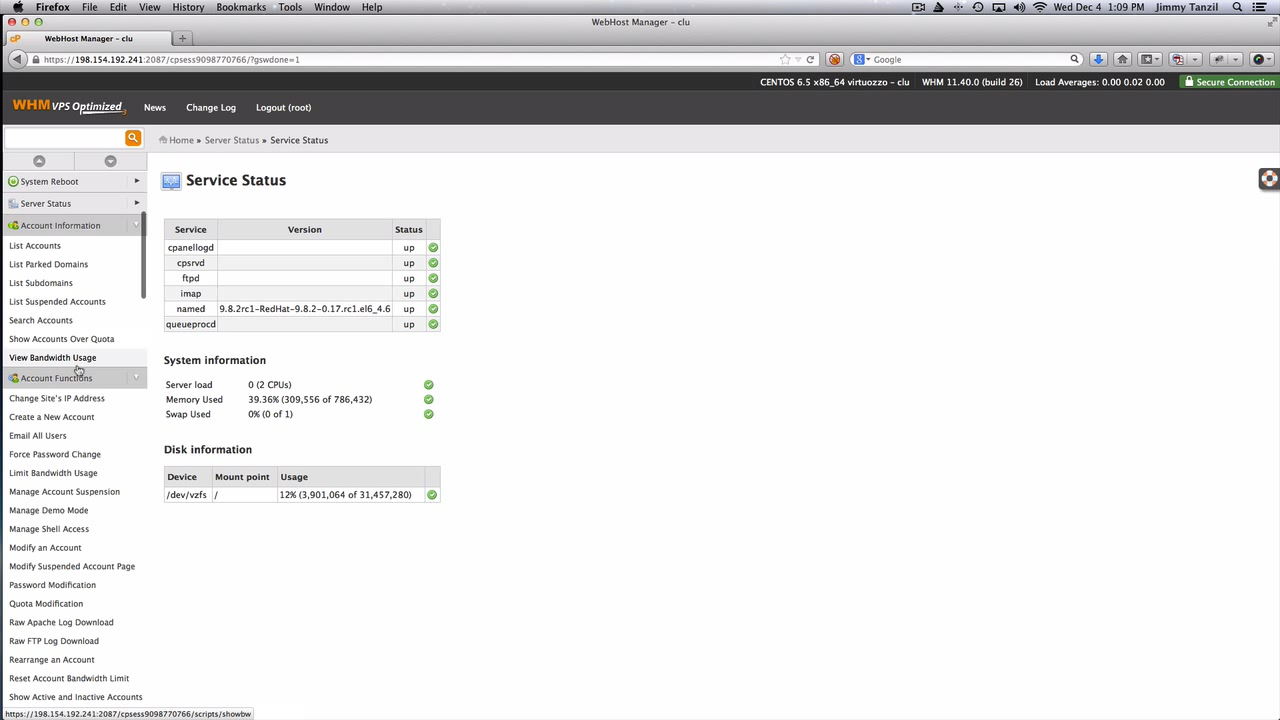 Firefox File Edit View History Bookmarks Tools Window Help Wed Dec 4 1:09 PM Jimmy Tanzil
WebHost Manager - clu
cP WebHost Manager - clu
https://198.154.192.241:2087/cpsess9098770766/?gswdone=1 Google
CENTOS 6.5 x86_64 virtuozzo - clu WHM 11.40.0 (build 26) Load Averages: 0.00 0.02 0.00 Secure Connection
WHM VPS Optimized News Change Log Logout (root)
Home » Server Status » Service Status
System Reboot
Server Status
Account Information
List Accounts
List Parked Domains
List Subdomains
List Suspended Accounts
Search Accounts
Show Accounts Over Quota
View Bandwidth Usage
Account Functions
Change Site's IP Address
Create a New Account
Email All Users
Force Password Change
Limit Bandwidth Usage
Manage Account Suspension
Manage Demo Mode
Manage Shell Access
Modify an Account
Modify Suspended Account Page
Password Modification
Quota Modification
Raw Apache Log Download
Raw FTP Log Download
Rearrange an Account
Reset Account Bandwidth Limit
Show Active and Inactive Accounts
https://198.154.192.241:2087/cpsess9098770766/scripts/showbw
Service Status
Service Version Status
cpanellogd up
cpsrvd up
ftpd up
imap up
named 9.8.2rc1-RedHat-9.8.2-0.17.rc1.el6_4.6 up
queueprocd up
System information
Server load 0 (2 CPUs)
Memory Used 39.36% (309,556 of 786,432)
Swap Used 0% (0 of 1)
Disk information
Device Mount point Usage
/dev/vzfs / 12% (3,901,064 of 31,457,280)